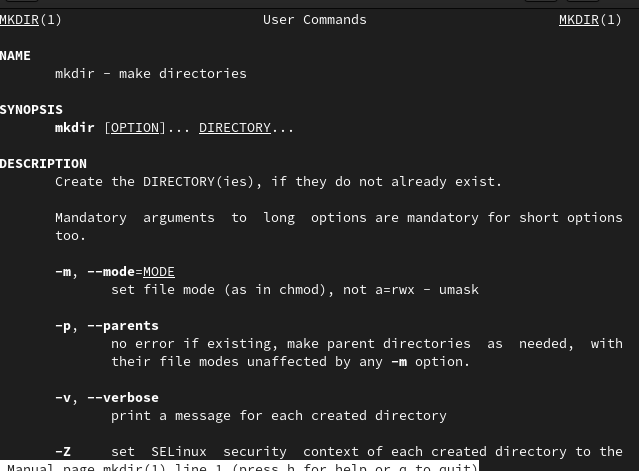 MKDIR(1) User Commands MKDIR(1)
NAME
mkdir - make directories
SYNOPSIS
mkdir [OPTION]... DIRECTORY...
DESCRIPTION
Create the DIRECTORY(ies), if they do not already exist.
Mandatory arguments to long options are mandatory for short options
too.
-m, --mode=MODE
set file mode (as in chmod), not a=rwx - umask
-p, --parents
no error if existing, make parent directories as needed, with
their file modes unaffected by any -m option.
-v, --verbose
print a message for each created directory
-Z set SELinux security context of each created directory to the
Manual page mkdir(1) line 1 (press h for help or q to quit)